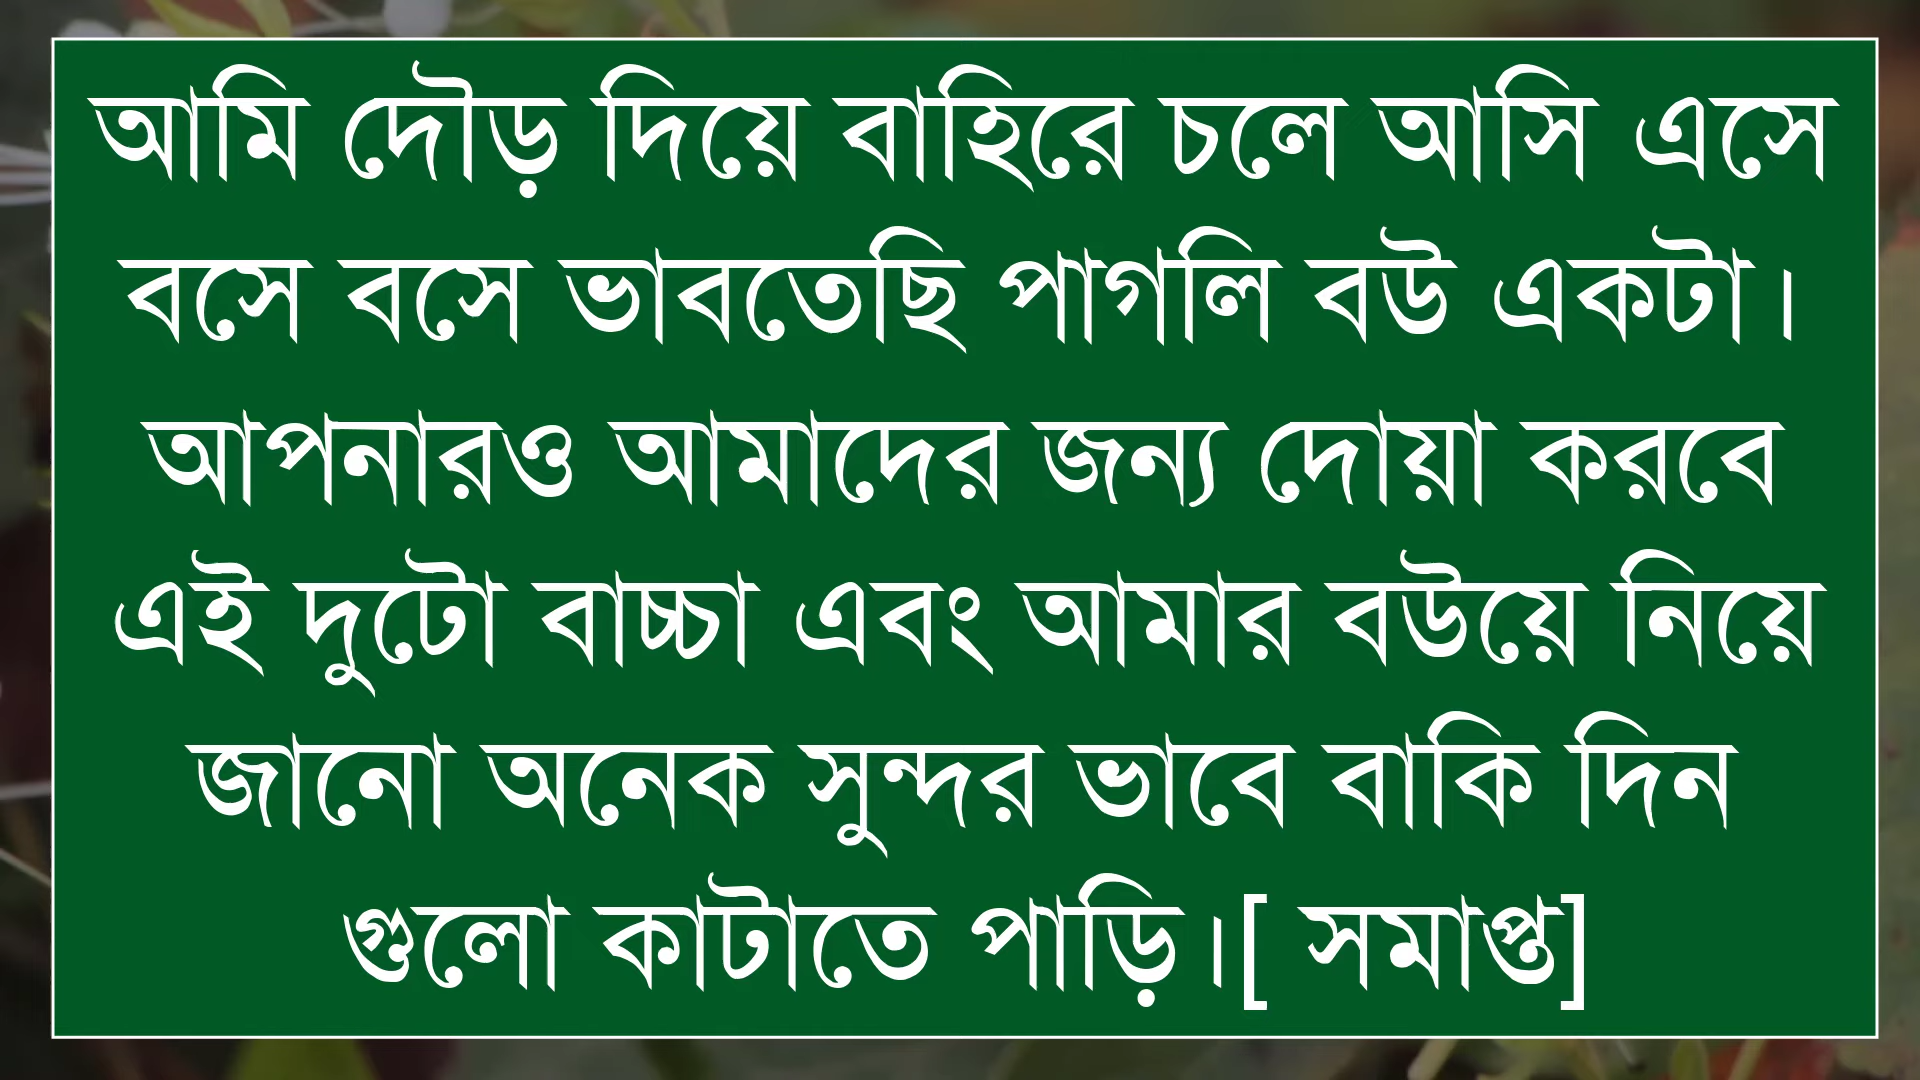 আমি দৌড় দিয়ে বাহিরে চলে আসি এসে
বসে বসে ভাবতেছি পাগলি বউ একটা।
আপনারও আমাদের জন্য দোয়া করবে
এই দুটো বাচ্চা এবং আমার বউয়ে নিয়ে
জানো অনেক সুন্দর ভাবে বাকি দিন
গুলো কাটাতে পাড়ি।[ সমাপ্ত]